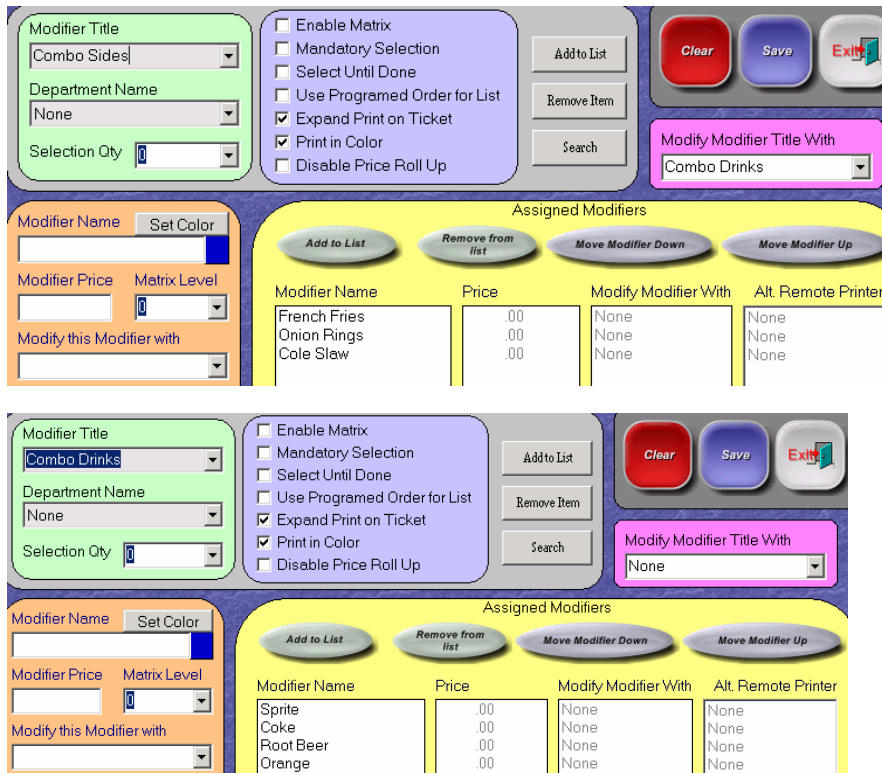 Modifier Title
Combo Sides
Department Name
None
Selection Qty 0
Enable Matrix
Mandatory Selection
Select Until Done
Use Programed Order for List
Expand Print on Ticket
Print in Color
Disable Price Roll Up
Add to List
Remove Item
Search
Clear Save Exit
Modify Modifier Title With
Combo Drinks
Modifier Name Set Color
Modifier Price Matrix Level
0
Modify this Modifier with
Assigned Modifiers
Add to List Remove from list Move Modifier Down Move Modifier Up
Modifier Name Price Modify Modifier With Alt. Remote Printer
French Fries .00 None None
Onion Rings .00 None None
Cole Slaw .00 None None
Modifier Title
Combo Drinks
Department Name
None
Selection Qty 0
Enable Matrix
Mandatory Selection
Select Until Done
Use Programed Order for List
Expand Print on Ticket
Print in Color
Disable Price Roll Up
Add to List
Remove Item
Search
Clear Save Exit
Modify Modifier Title With
None
Modifier Name Set Color
Modifier Price Matrix Level
0
Modify this Modifier with
Assigned Modifiers
Add to List Remove from list Move Modifier Down Move Modifier Up
Modifier Name Price Modify Modifier With Alt. Remote Printer
Sprite .00 None None
Coke .00 None None
Root Beer .00 None None
Orange .00 None None